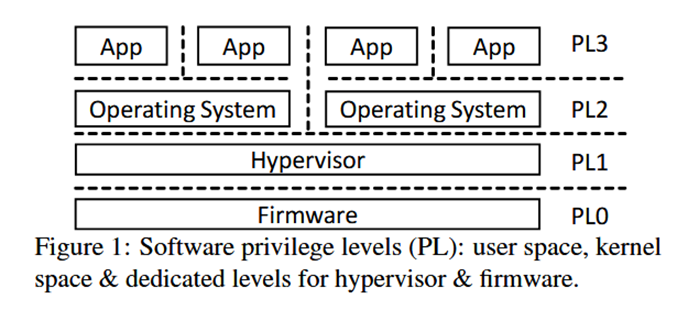 App App App App PL3
Operating System Operating System PL2
Hypervisor PL1
Firmware PL0
Figure 1: Software privilege levels (PL): user space, kernel
space & dedicated levels for hypervisor & firmware.